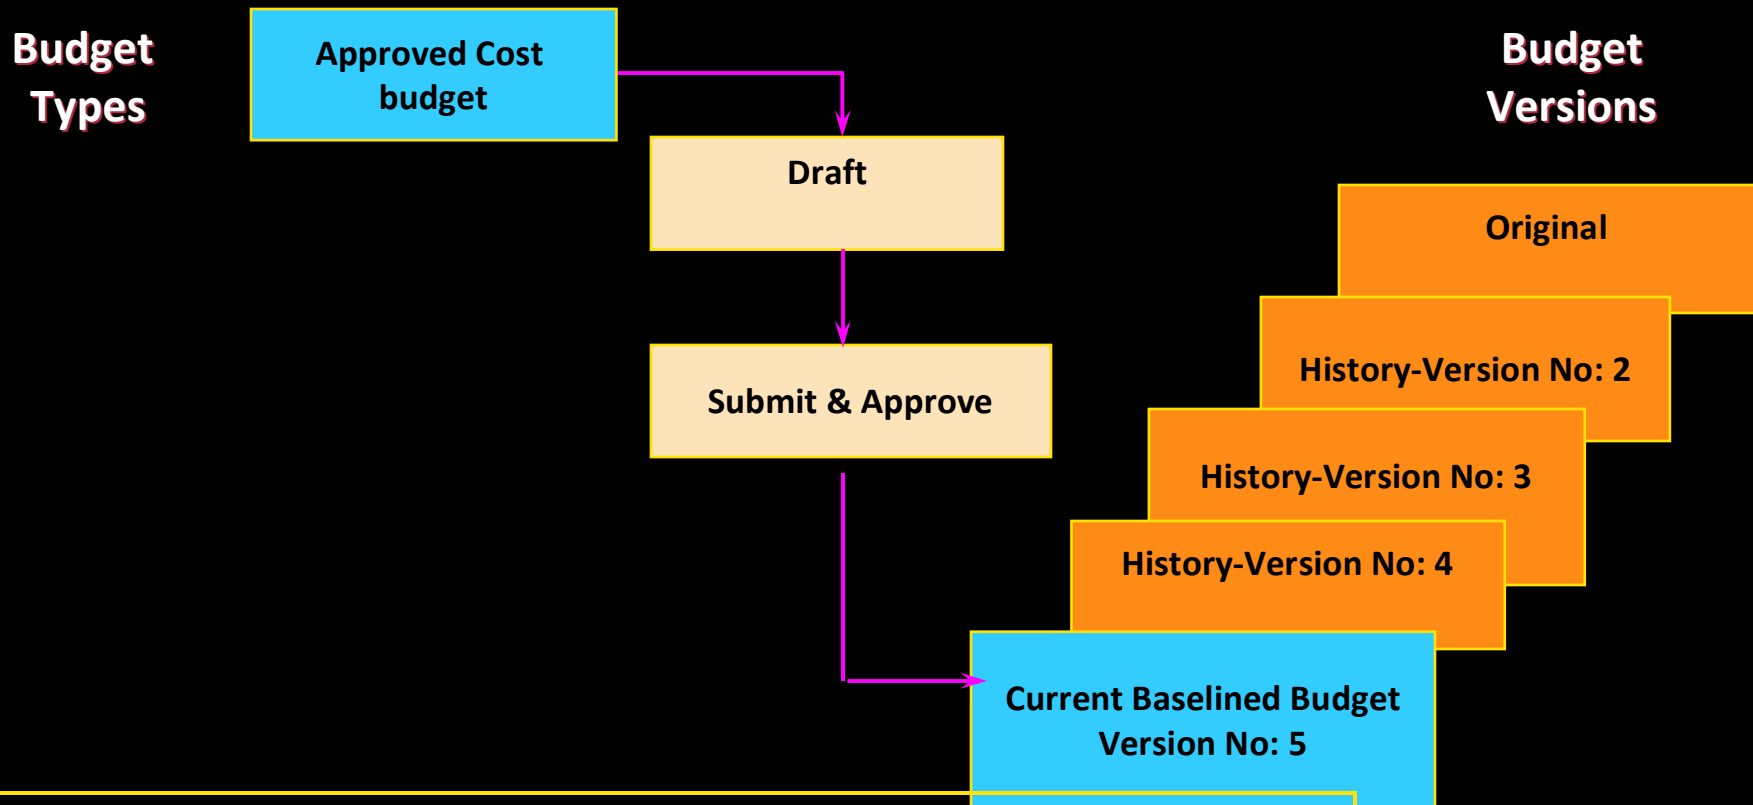 Budget
Types
Approved Cost
budget
Draft
Submit & Approve
Budget
Versions
Original
History-Version No: 2
History-Version No: 3
History-Version No: 4
Current Baselined Budget
Version No: 5